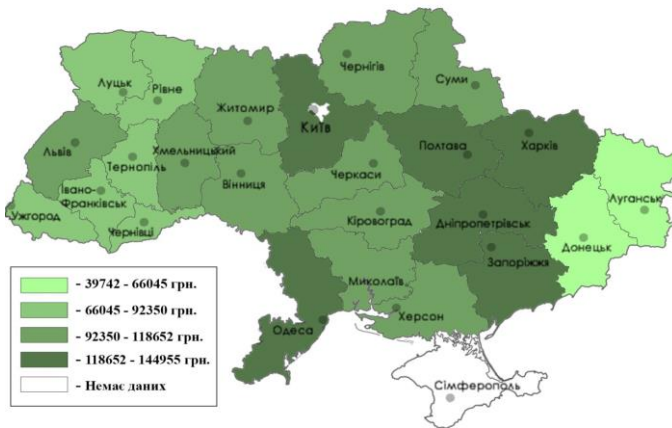 Чернігів
Луцьк
Рівне
Суми
Житомир
Київ
Львів
Хмельницький
Полтава
Харків
Тернопіль
Черкаси
Вінниця
Івано-
Франківськ
Луганськ
Ужгород
Чернівці
Кіровоград
Дніпропетрівськ
Донецьк
Запоріжжя
Миколаїв
Одеса
Херсон
Сімферополь
- 39742 - 66045 грн.
- 66045 - 92350 грн.
- 92350 - 118652 грн.
- 118652 - 144955 грн.
- Немає даних